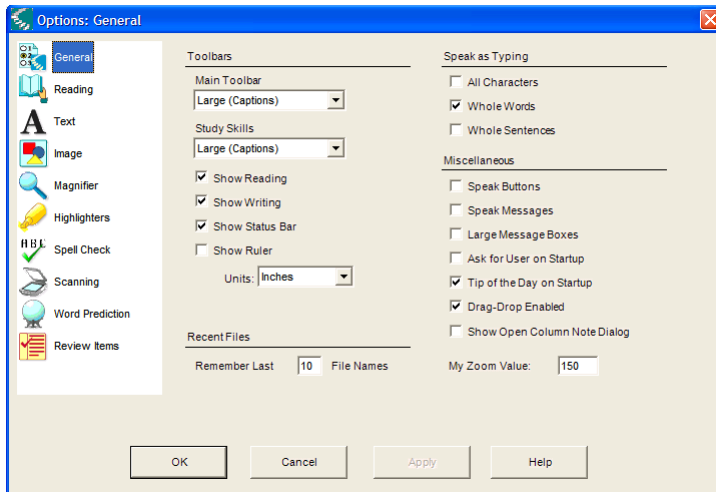 Options: General
General
Reading
Text
Image
Magnifier
Highlighters
ABC
Spell Check
Scanning
Word Prediction
Review Items
Toolbars
Main Toolbar
Large (Captions)
Study Skills
Large (Captions)
Show Reading
Show Writing
Show Status Bar
Show Ruler
Units: Inches
Recent Files
Remember Last 10 File Names
Speak as Typing
All Characters
Whole Words
Whole Sentences
Miscellaneous
Speak Buttons
Speak Messages
Large Message Boxes
Ask for User on Startup
Tip of the Day on Startup
Drag-Drop Enabled
Show Open Column Note Dialog
My Zoom Value: 150
OK Cancel Apply Help